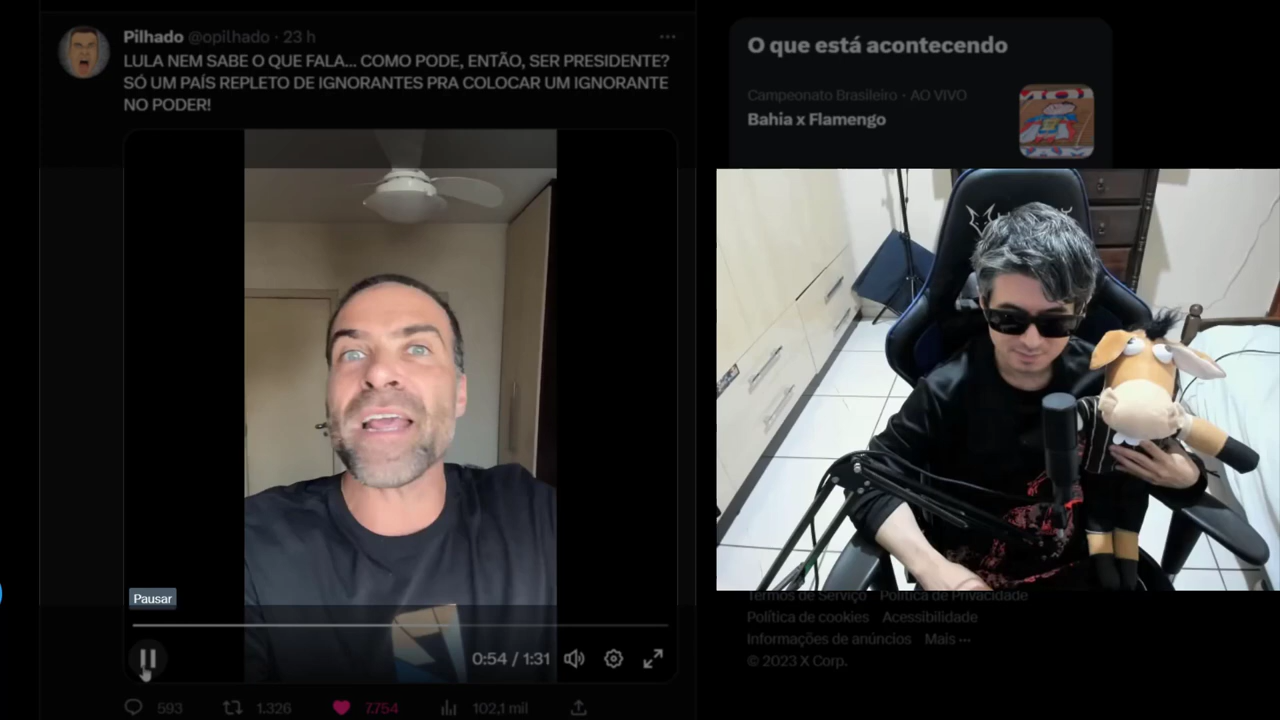 Pilhado @opilhado · 23 h
LULA NEM SABE O QUE FALA... COMO PODE, ENTÃO, SER PRESIDENTE?
SÓ UM PAÍS REPLETO DE IGNORANTES PRA COLOCAR UM IGNORANTE
NO PODER!
Pausar
0:54 / 1:31
593
1.326
7.754
102,1 mil
O que está acontecendo
Campeonato Brasileiro · AO VIVO
Bahia x Flamengo
Termos de Serviço Política de Privacidade
Política de cookies Acessibilidade
Informações de anúncios Mais ···
© 2023 X Corp.